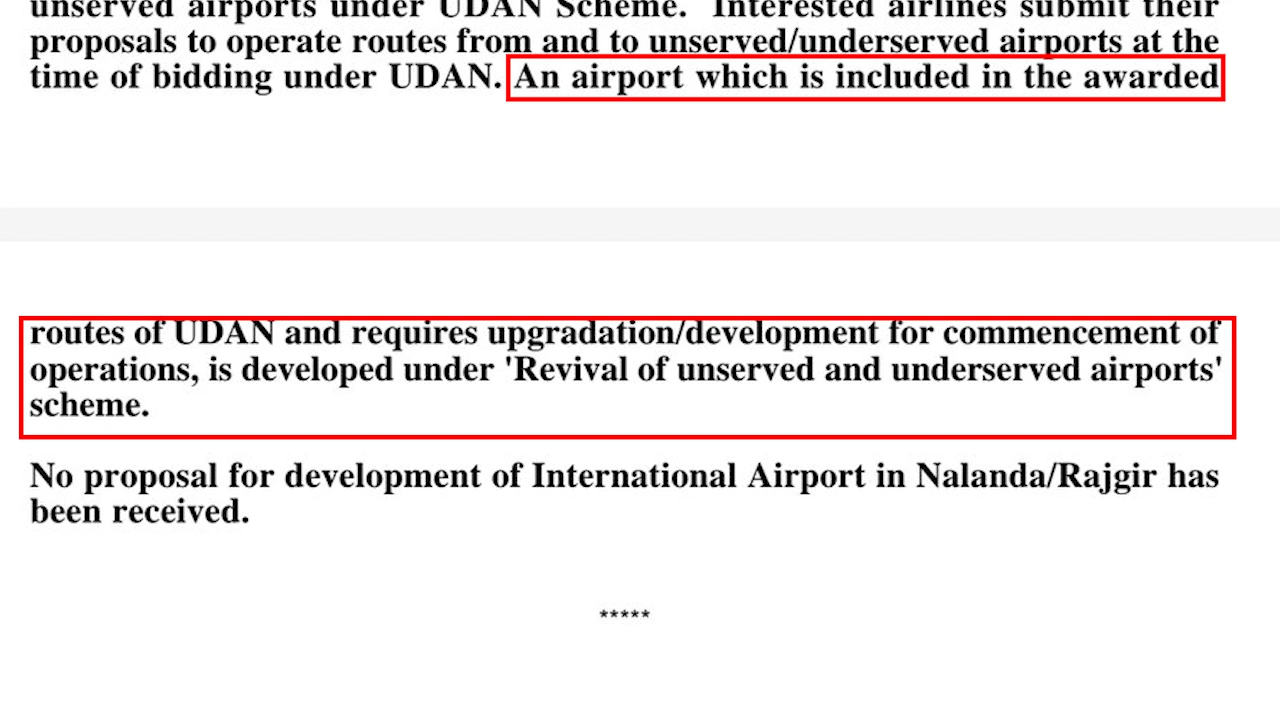 unserved airports under UDAN Scheme. Interested airlines submit their
proposals to operate routes from and to unserved/underserved airports at the
time of bidding under UDAN. An airport which is included in the awarded
routes of UDAN and requires upgradation/development for commencement of
operations, is developed under 'Revival of unserved and underserved airports'
scheme.
No proposal for development of International Airport in Nalanda/Rajgir has
been received.
*****